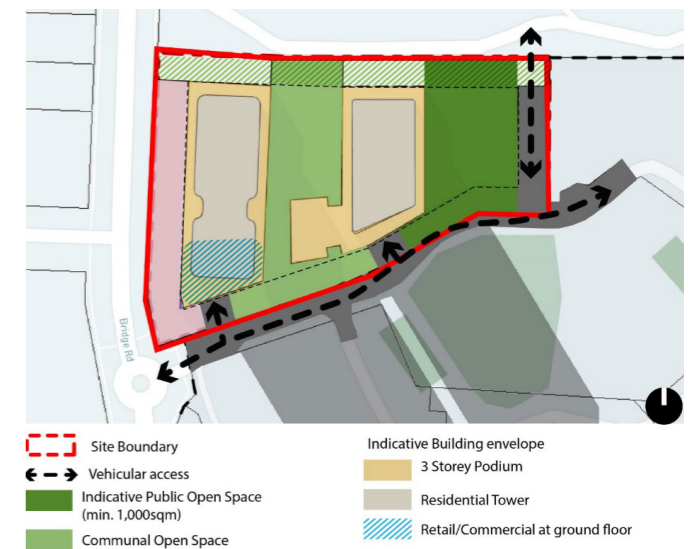 Bridge Rd
Site Boundary
Vehicular access
Indicative Public Open Space
(min. 1,000sqm)
Communal Open Space
Indicative Building envelope
3 Storey Podium
Residential Tower
Retail/Commercial at ground floor